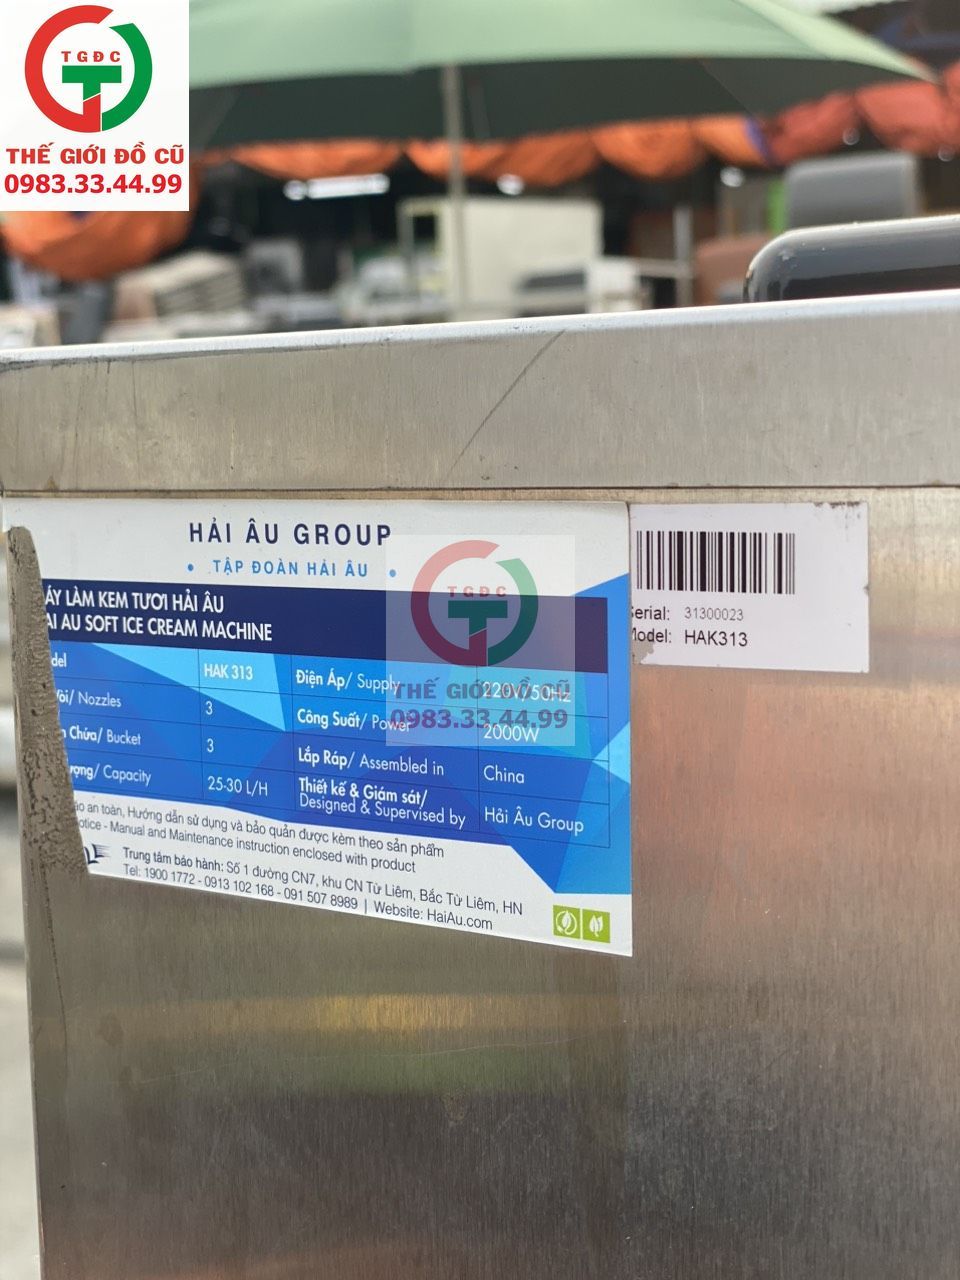 TGĐC
THẾ GIỚI ĐỒ CŨ
0983.33.44.99
HẢI ÂU GROUP
• TẬP ĐOÀN HẢI ÂU •
ÁY LÀM KEM TƯƠI HẢI ÂU
AI AU SOFT ICE CREAM MACHINE
del HAK 313 Điện Áp/ Supply 220V/50Hz
Vòi/ Nozzles 3 Công Suất/ Power 2000W
Chứa/ Bucket 3 Lắp Ráp/ Assembled in China
ượng/ Capacity 25-30 L/H Thiết kế & Giám sát/
Designed & Supervised by Hải Âu Group
ảo an toàn, Hướng dẫn sử dụng và bảo quản được kèm theo sản phẩm
otice - Manual and Maintenance instruction enclosed with product
Trung tâm bảo hành: Số 1 đường CN7, khu CN Từ Liêm, Bắc Từ Liêm, HN
Tel: 1900 1772 - 0913 102 168 - 091 507 8989 | Website: HaiAu.com
TGĐC
THẾ GIỚI ĐỒ CŨ
0983.33.44.99
Serial: 31300023
Model: HAK313